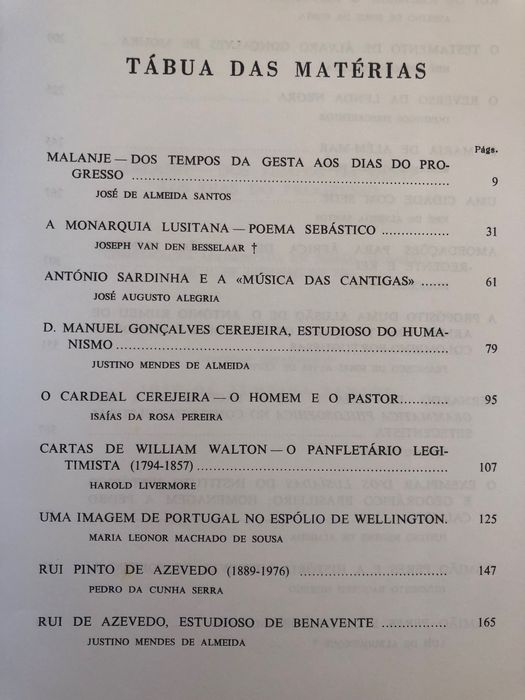 TÁBUA DAS MATÉRIAS
Págs.
MALANJE — DOS TEMPOS DA GESTA AOS DIAS DO PRO-
GRESSO ........................................ 9
JOSÉ DE ALMEIDA SANTOS
A MONARQUIA LUSITANA — POEMA SEBÁSTICO ................ 31
JOSEPH VAN DEN BESSELAAR †
ANTÓNIO SARDINHA E A «MÚSICA DAS CANTIGAS» ....... 61
JOSÉ AUGUSTO ALEGRIA
D. MANUEL GONÇALVES CEREJEIRA, ESTUDIOSO DO HUMA-
NISMO ........................................ 79
JUSTINO MENDES DE ALMEIDA
O CARDEAL CEREJEIRA — O HOMEM E O PASTOR............ 95
ISAÍAS DA ROSA PEREIRA
CARTAS DE WILLIAM WALTON — O PANFLETÁRIO LEGI-
TIMISTA (1794-1857) ........................................ 107
HAROLD LIVERMORE
UMA IMAGEM DE PORTUGAL NO ESPÓLIO DE WELLINGTON. 125
MARIA LEONOR MACHADO DE SOUSA
RUI PINTO DE AZEVEDO (1889-1976) ................................ 147
PEDRO DA CUNHA SERRA
RUI DE AZEVEDO, ESTUDIOSO DE BENAVENTE ................ 165
JUSTINO MENDES DE ALMEIDA